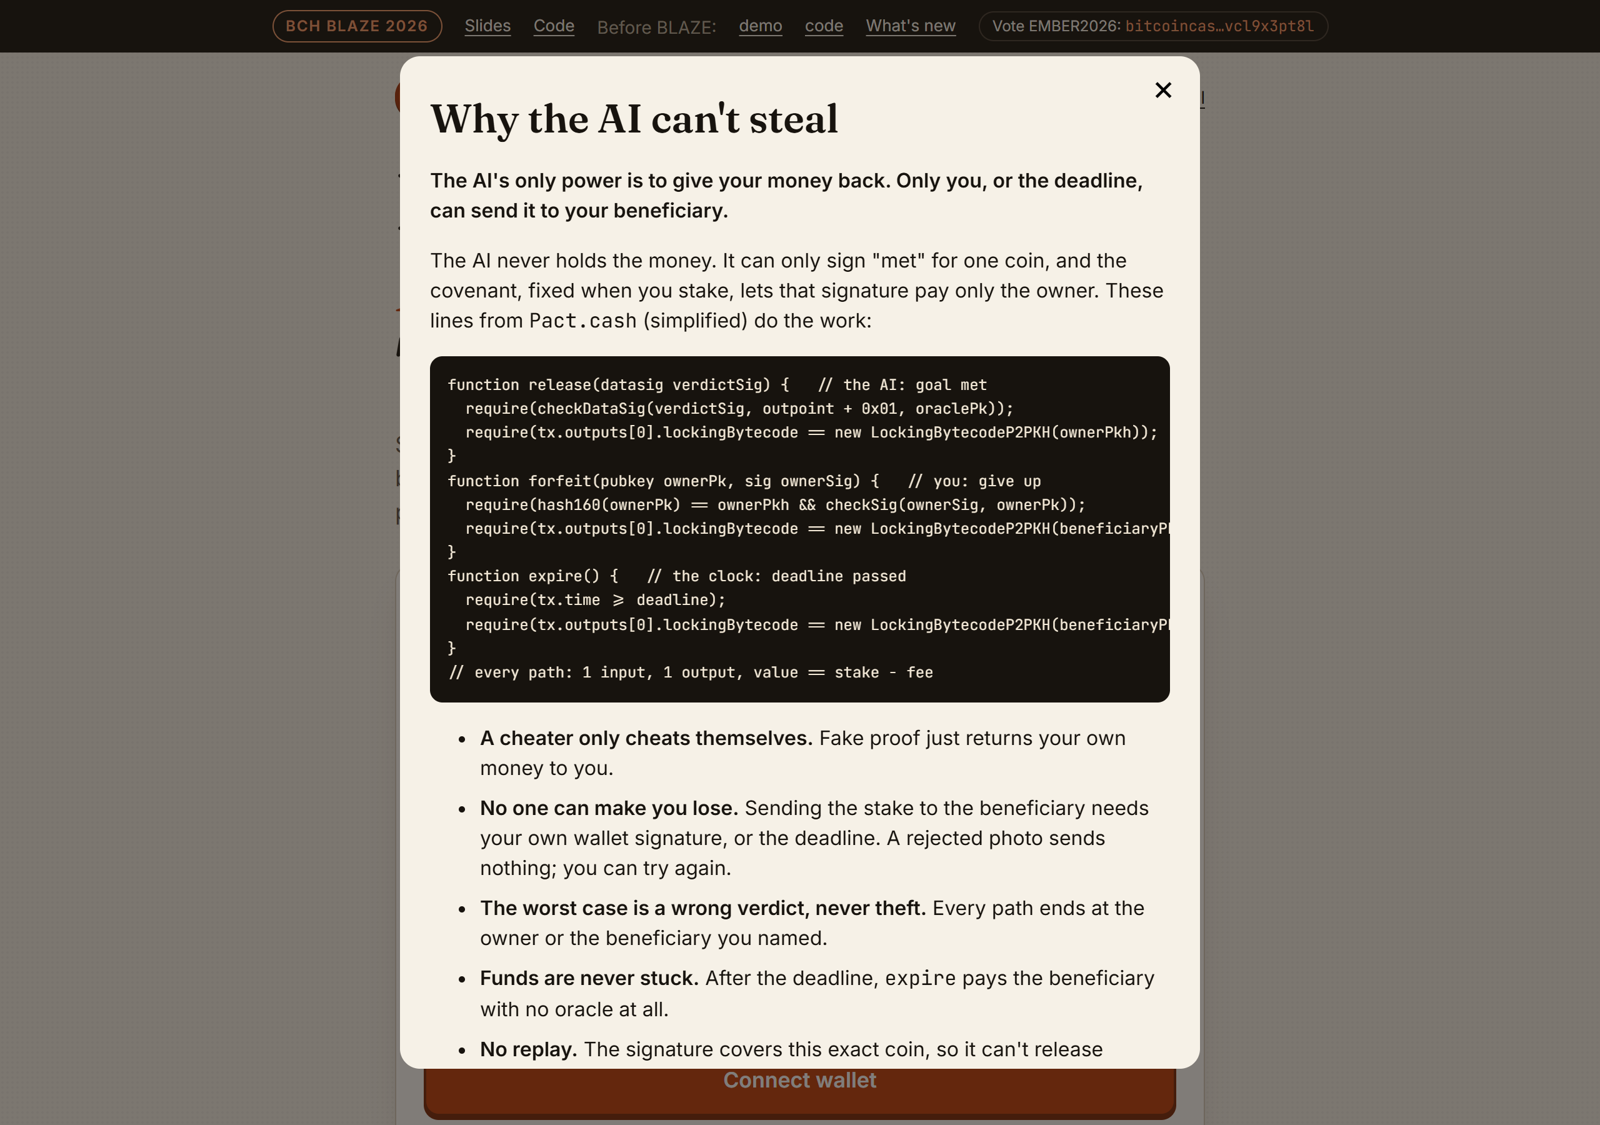 BCH BLAZE 2026 Slides Code Before BLAZE: demo code What's new Vote EMBER2026: bitcoincas…vcl9x3pt8l
Why the AI can't steal
The AI's only power is to give your money back. Only you, or the deadline,
can send it to your beneficiary.
The AI never holds the money. It can only sign "met" for one coin, and the
covenant, fixed when you stake, lets that signature pay only the owner. These
lines from Pact.cash (simplified) do the work:
function release(datasig verdictSig) {   // the AI: goal met
  require(checkDataSig(verdictSig, outpoint + 0x01, oraclePk));
  require(tx.outputs[0].lockingBytecode == new LockingBytecodeP2PKH(ownerPkh));
}
function forfeit(pubkey ownerPk, sig ownerSig) {   // you: give up
  require(hash160(ownerPk) == ownerPkh && checkSig(ownerSig, ownerPk));
  require(tx.outputs[0].lockingBytecode == new LockingBytecodeP2PKH(beneficiaryP
}
function expire() {   // the clock: deadline passed
  require(tx.time >= deadline);
  require(tx.outputs[0].lockingBytecode == new LockingBytecodeP2PKH(beneficiaryP
}
// every path: 1 input, 1 output, value == stake - fee
• A cheater only cheats themselves. Fake proof just returns your own
money to you.
• No one can make you lose. Sending the stake to the beneficiary needs
your own wallet signature, or the deadline. A rejected photo sends
nothing; you can try again.
• The worst case is a wrong verdict, never theft. Every path ends at the
owner or the beneficiary you named.
• Funds are never stuck. After the deadline, expire pays the beneficiary
with no oracle at all.
• No replay. The signature covers this exact coin, so it can't release
Connect wallet